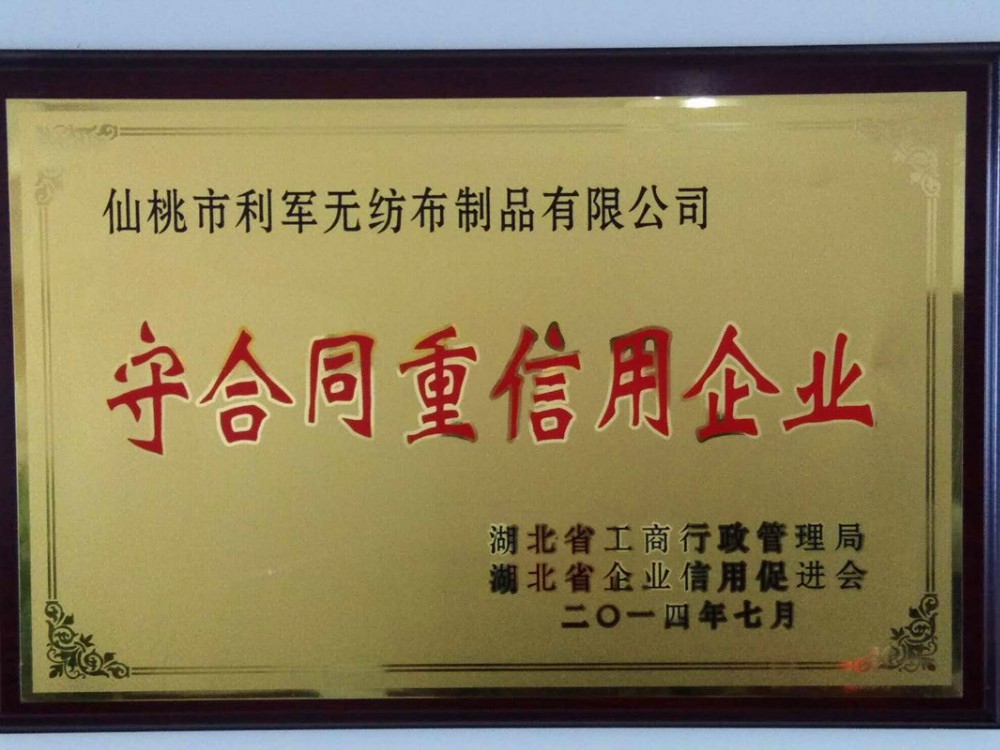 仙桃市利军无纺布制品有限公司
守合同重信用企业
湖北省工商行政管理局
湖北省企业信用促进会
二〇一四年七月